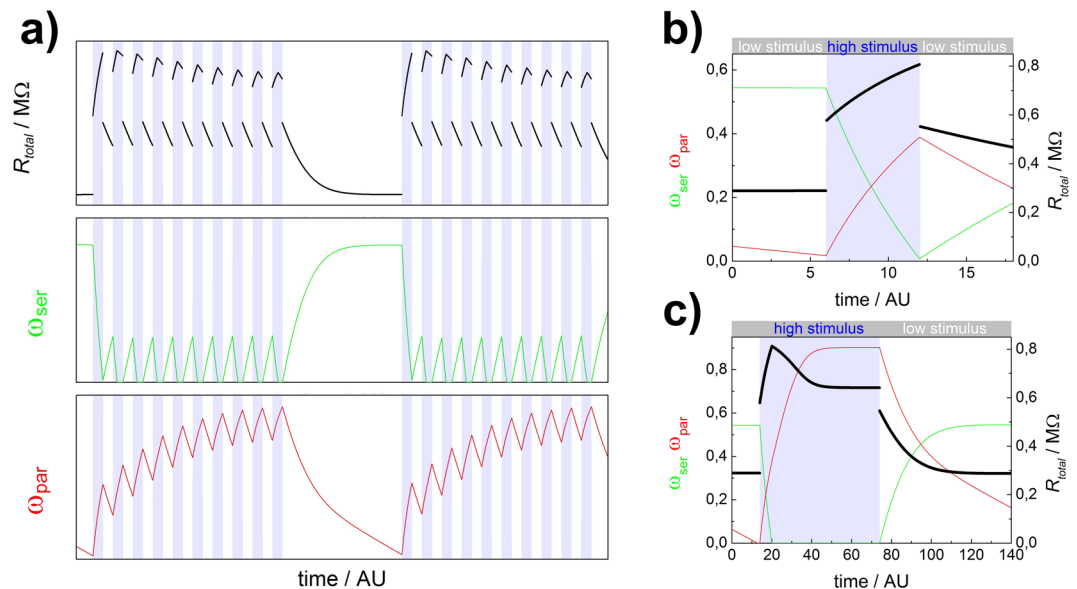 a)
R_total / MΩ
ω_ser
ω_par
time / AU
b)
low stimulus high stimulus low stimulus
0,6
0,4
0,2
0,0
ω_ser ω_par
0,8
0,6
0,4
0,2
0,0
R_total / MΩ
0 5 10 15
time / AU
c)
high stimulus low stimulus
0,8
0,6
0,4
0,2
0,0
ω_ser ω_par
0,8
0,6
0,4
0,2
0,0
R_total / MΩ
0 20 40 60 80 100 120 140
time / AU